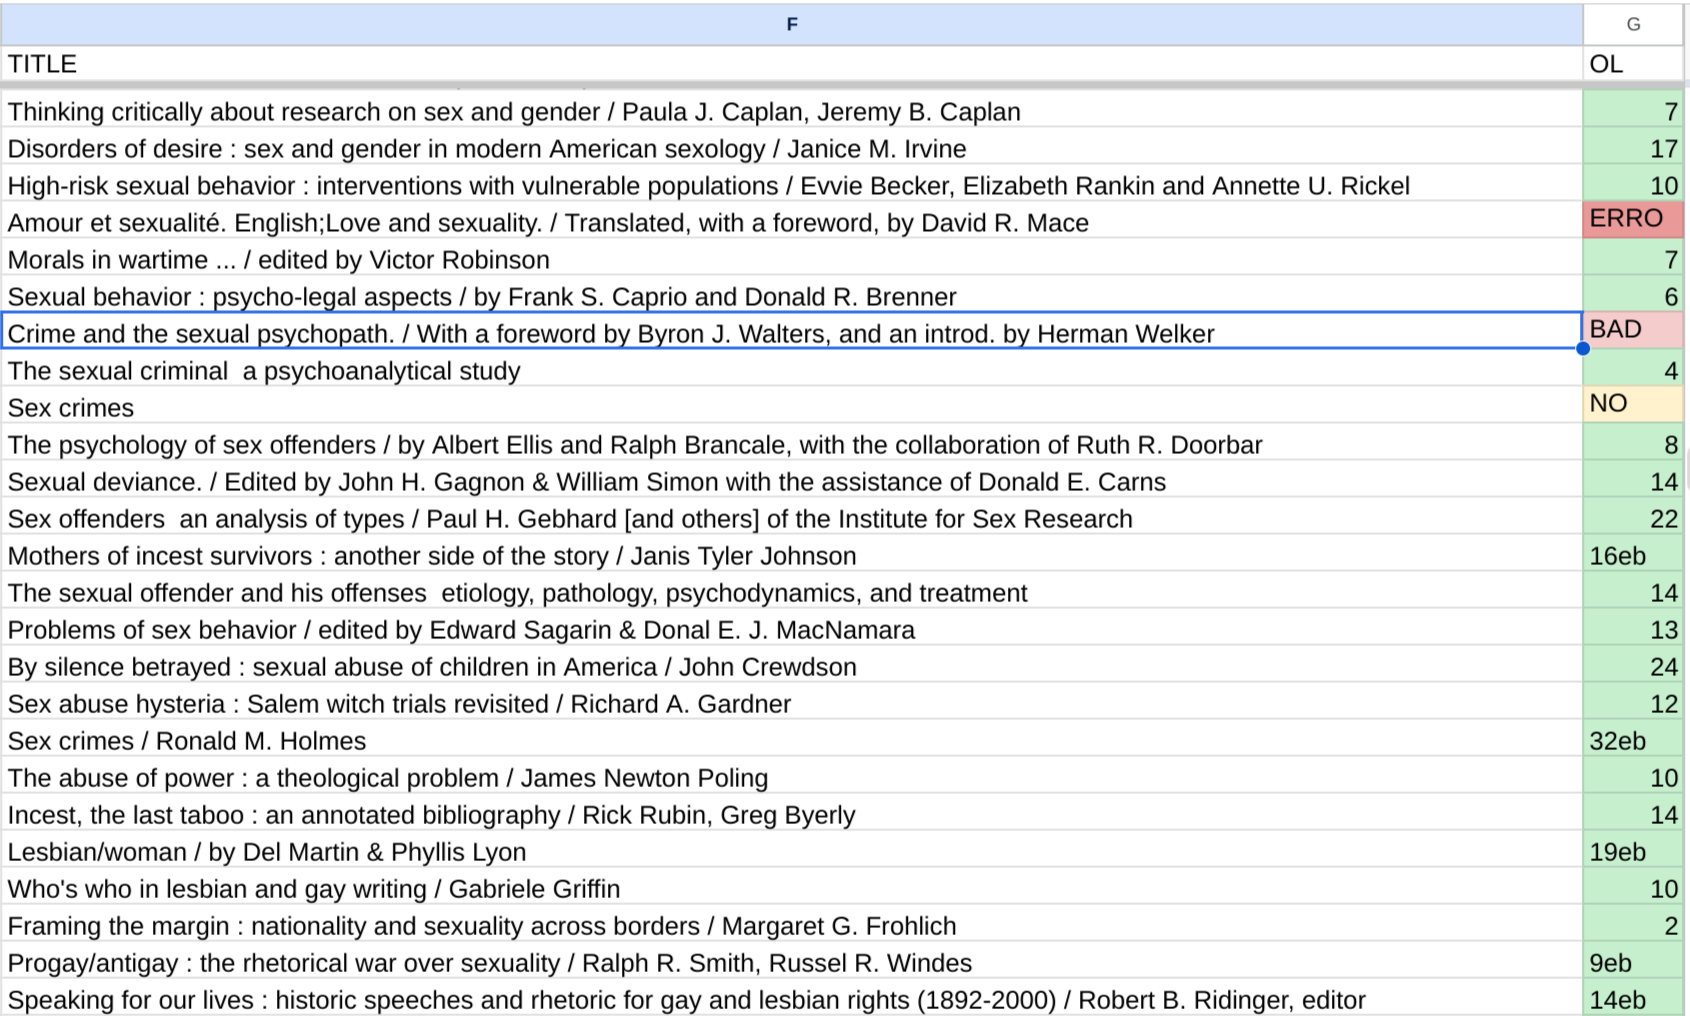 F G
TITLE OL
Thinking critically about research on sex and gender / Paula J. Caplan, Jeremy B. Caplan 7
Disorders of desire : sex and gender in modern American sexology / Janice M. Irvine 17
High-risk sexual behavior : interventions with vulnerable populations / Evvie Becker, Elizabeth Rankin and Annette U. Rickel 10
Amour et sexualité. English;Love and sexuality. / Translated, with a foreword, by David R. Mace ERRO
Morals in wartime ... / edited by Victor Robinson 7
Sexual behavior : psycho-legal aspects / by Frank S. Caprio and Donald R. Brenner 6
Crime and the sexual psychopath. / With a foreword by Byron J. Walters, and an introd. by Herman Welker BAD
The sexual criminal  a psychoanalytical study 4
Sex crimes NO
The psychology of sex offenders / by Albert Ellis and Ralph Brancale, with the collaboration of Ruth R. Doorbar 8
Sexual deviance. / Edited by John H. Gagnon & William Simon with the assistance of Donald E. Carns 14
Sex offenders  an analysis of types / Paul H. Gebhard [and others] of the Institute for Sex Research 22
Mothers of incest survivors : another side of the story / Janis Tyler Johnson 16eb
The sexual offender and his offenses  etiology, pathology, psychodynamics, and treatment 14
Problems of sex behavior / edited by Edward Sagarin & Donal E. J. MacNamara 13
By silence betrayed : sexual abuse of children in America / John Crewdson 24
Sex abuse hysteria : Salem witch trials revisited / Richard A. Gardner 12
Sex crimes / Ronald M. Holmes 32eb
The abuse of power : a theological problem / James Newton Poling 10
Incest, the last taboo : an annotated bibliography / Rick Rubin, Greg Byerly 14
Lesbian/woman / by Del Martin & Phyllis Lyon 19eb
Who's who in lesbian and gay writing / Gabriele Griffin 10
Framing the margin : nationality and sexuality across borders / Margaret G. Frohlich 2
Progay/antigay : the rhetorical war over sexuality / Ralph R. Smith, Russel R. Windes 9eb
Speaking for our lives : historic speeches and rhetoric for gay and lesbian rights (1892-2000) / Robert B. Ridinger, editor 14eb